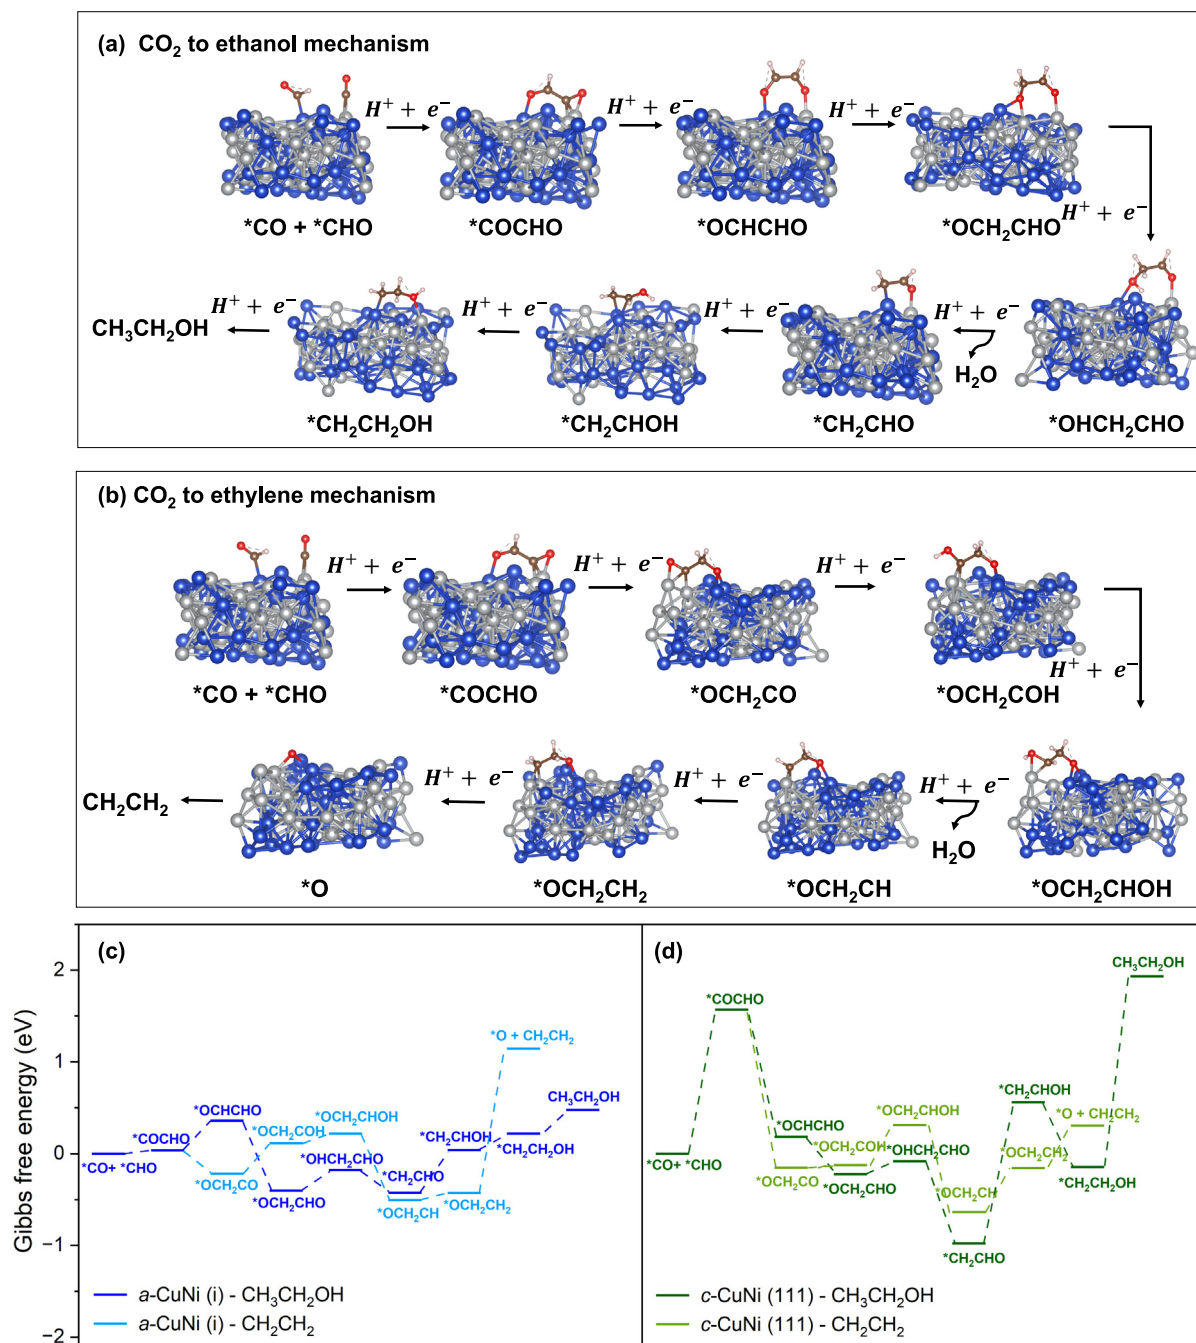 (a) CO₂ to ethanol mechanism
H⁺ + e⁻
H⁺ + e⁻
H⁺ + e⁻
*CO + *CHO
*COCHO
*OCHCHO
*OCH₂CHO
H⁺ + e⁻
CH₃CH₂OH
H⁺ + e⁻
H⁺ + e⁻
H⁺ + e⁻
H⁺ + e⁻
H₂O
*CH₂CH₂OH
*CH₂CHOH
*CH₂CHO
*OHCH₂CHO
(b) CO₂ to ethylene mechanism
H⁺ + e⁻
H⁺ + e⁻
H⁺ + e⁻
*CO + *CHO
*COCHO
*OCH₂CO
*OCH₂COH
H⁺ + e⁻
CH₂CH₂
H⁺ + e⁻
H⁺ + e⁻
H⁺ + e⁻
H₂O
*O
*OCH₂CH₂
*OCH₂CH
*OCH₂CHOH
Gibbs free energy (eV)
2
1
0
−1
−2
(c)
*CO+ *CHO
*COCHO
*OCHCHO
*OCH₂CO
*OCH₂COH
*OCH₂CHO
*OCH₂CHOH
*OHCH₂CHO
*CH₂CHO
*OCH₂CH
*CH₂CHOH
*OCH₂CH₂
*O + CH₂CH₂
*CH₂CH₂OH
CH₃CH₂OH
a-CuNi (i) - CH₃CH₂OH
a-CuNi (i) - CH₂CH₂
(d)
*CO+ *CHO
*COCHO
*OCHCHO
*OCH₂CO
*OCH₂COH
*OCH₂CHO
*OCH₂CHOH
*OHCH₂CHO
*OCH₂CH
*CH₂CHO
*CH₂CHOH
*OCH₂CH₂
*O + CH₂CH₂
*CH₂CH₂OH
CH₃CH₂OH
c-CuNi (111) - CH₃CH₂OH
c-CuNi (111) - CH₂CH₂